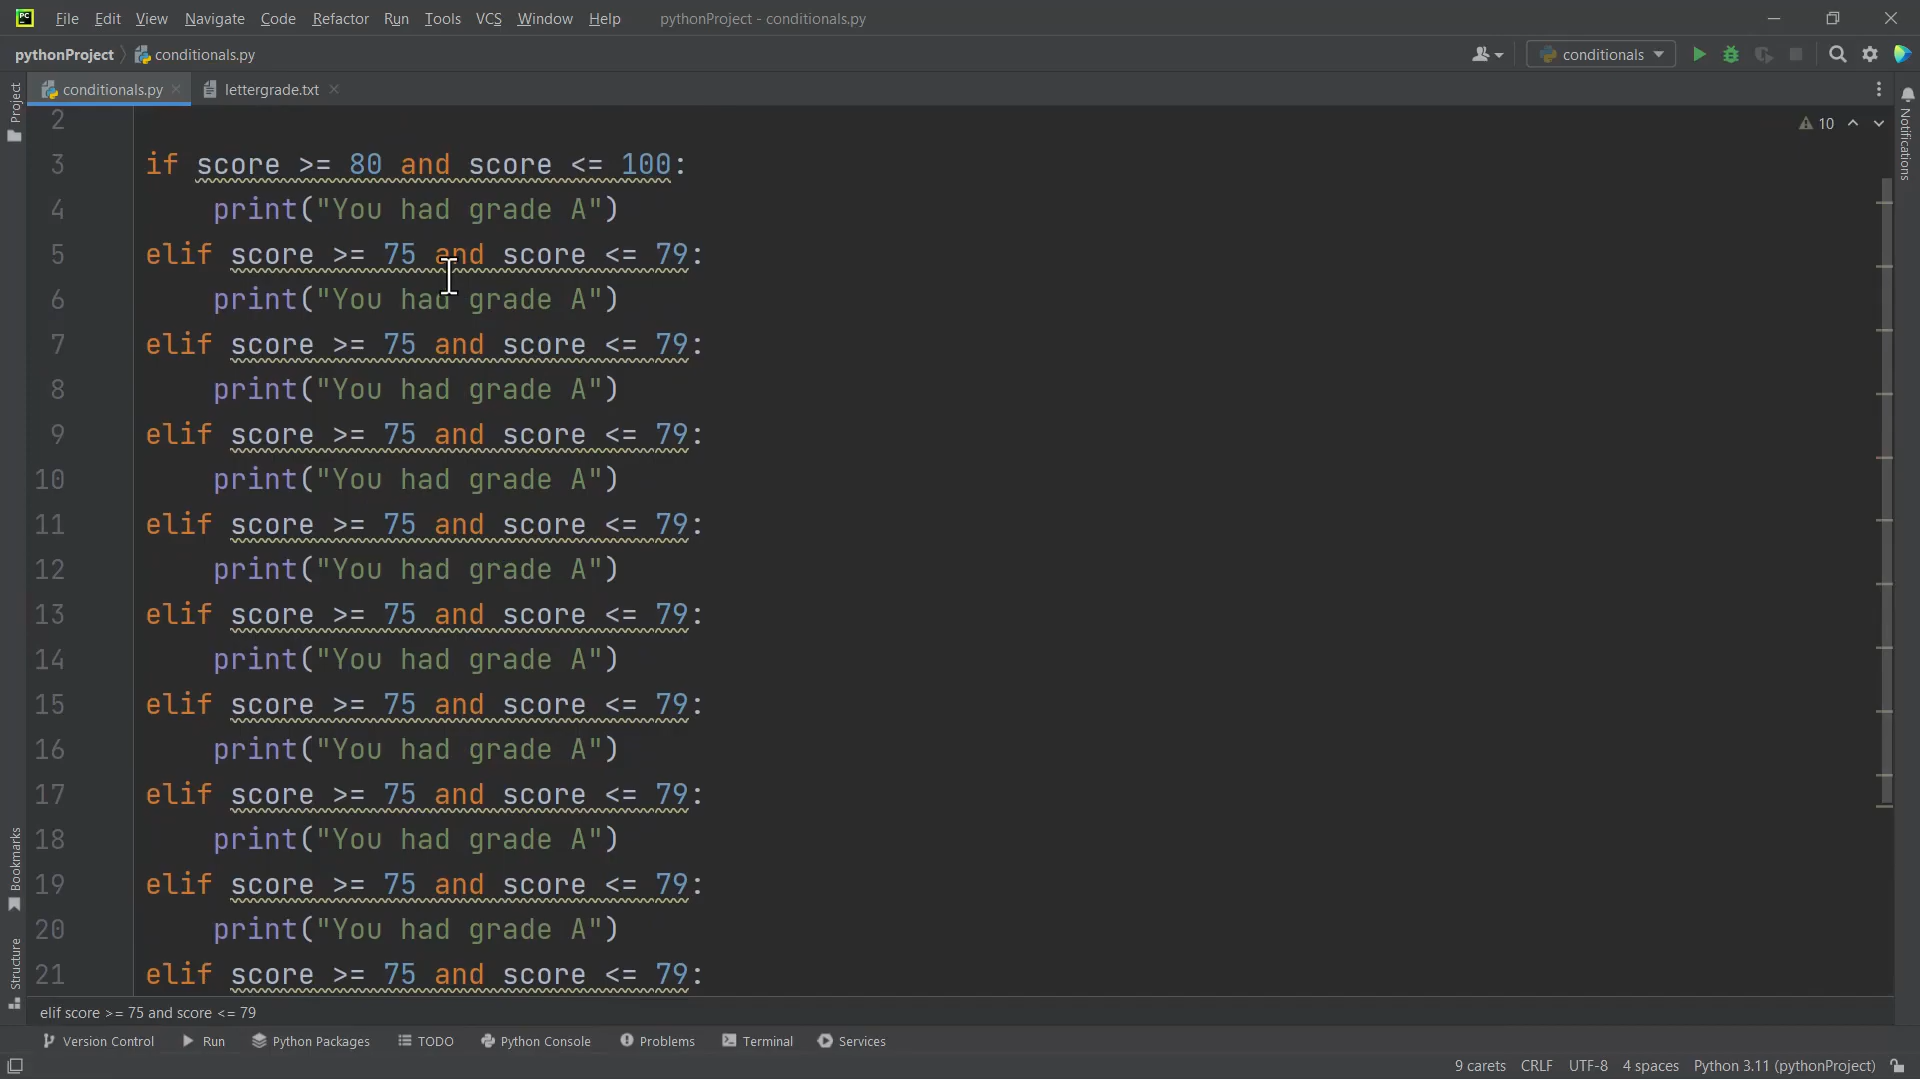 PC File Edit View Navigate Code Refactor Run Tools VCS Window Help pythonProject - conditionals.py
pythonProject conditionals.py conditionals
conditionals.py lettergrade.txt
Project
Notifications
10
2
3 if score >= 80 and score <= 100:
4 print("You had grade A")
5 elif score >= 75 and score <= 79:
6 print("You had grade A")
7 elif score >= 75 and score <= 79:
8 print("You had grade A")
9 elif score >= 75 and score <= 79:
10 print("You had grade A")
11 elif score >= 75 and score <= 79:
12 print("You had grade A")
13 elif score >= 75 and score <= 79:
14 print("You had grade A")
15 elif score >= 75 and score <= 79:
16 print("You had grade A")
17 elif score >= 75 and score <= 79:
18 print("You had grade A")
19 elif score >= 75 and score <= 79:
20 print("You had grade A")
21 elif score >= 75 and score <= 79:
Bookmarks
Structure
elif score >= 75 and score <= 79
Version Control Run Python Packages TODO Python Console Problems Terminal Services
9 carets CRLF UTF-8 4 spaces Python 3.11 (pythonProject)